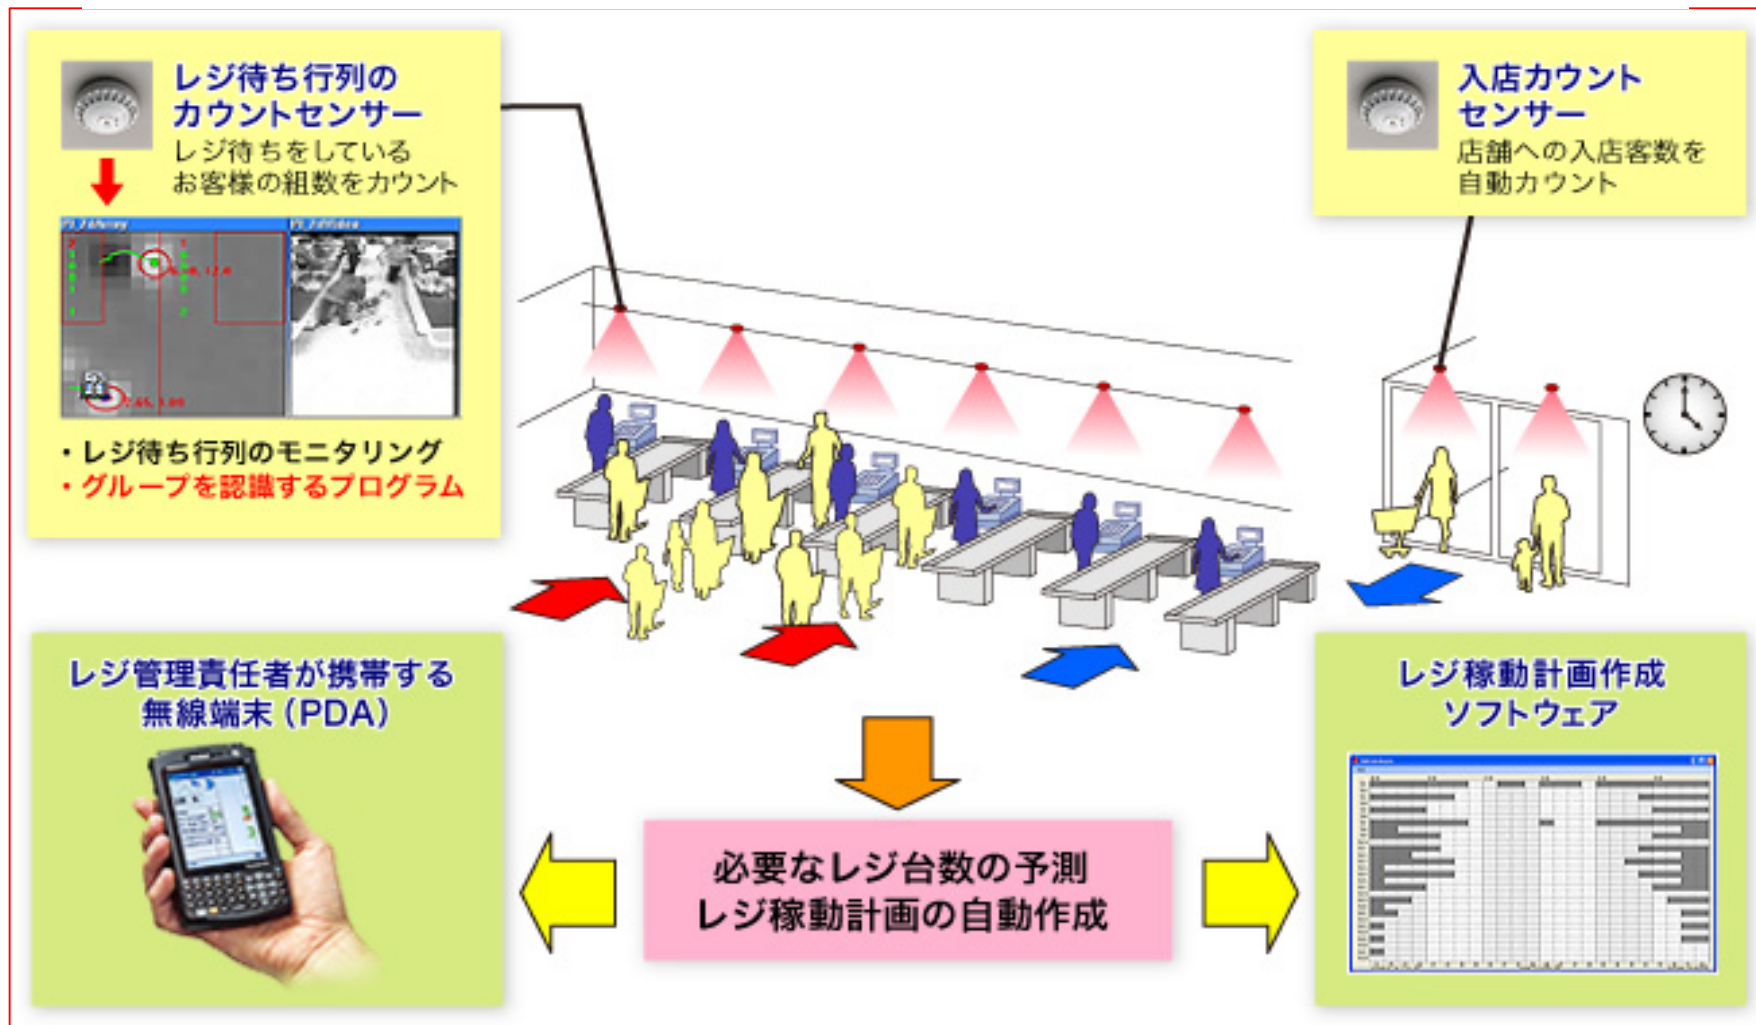 レジ待ち行列の
カウントセンサー
レジ待ちをしている
お客様の組数をカウント
・レジ待ち行列のモニタリング
・グループを認識するプログラム
入店カウント
センサー
店舗への入店客数を
自動カウント
レジ管理責任者が携帯する
無線端末（PDA）
必要なレジ台数の予測
レジ稼動計画の自動作成
レジ稼動計画作成
ソフトウェア